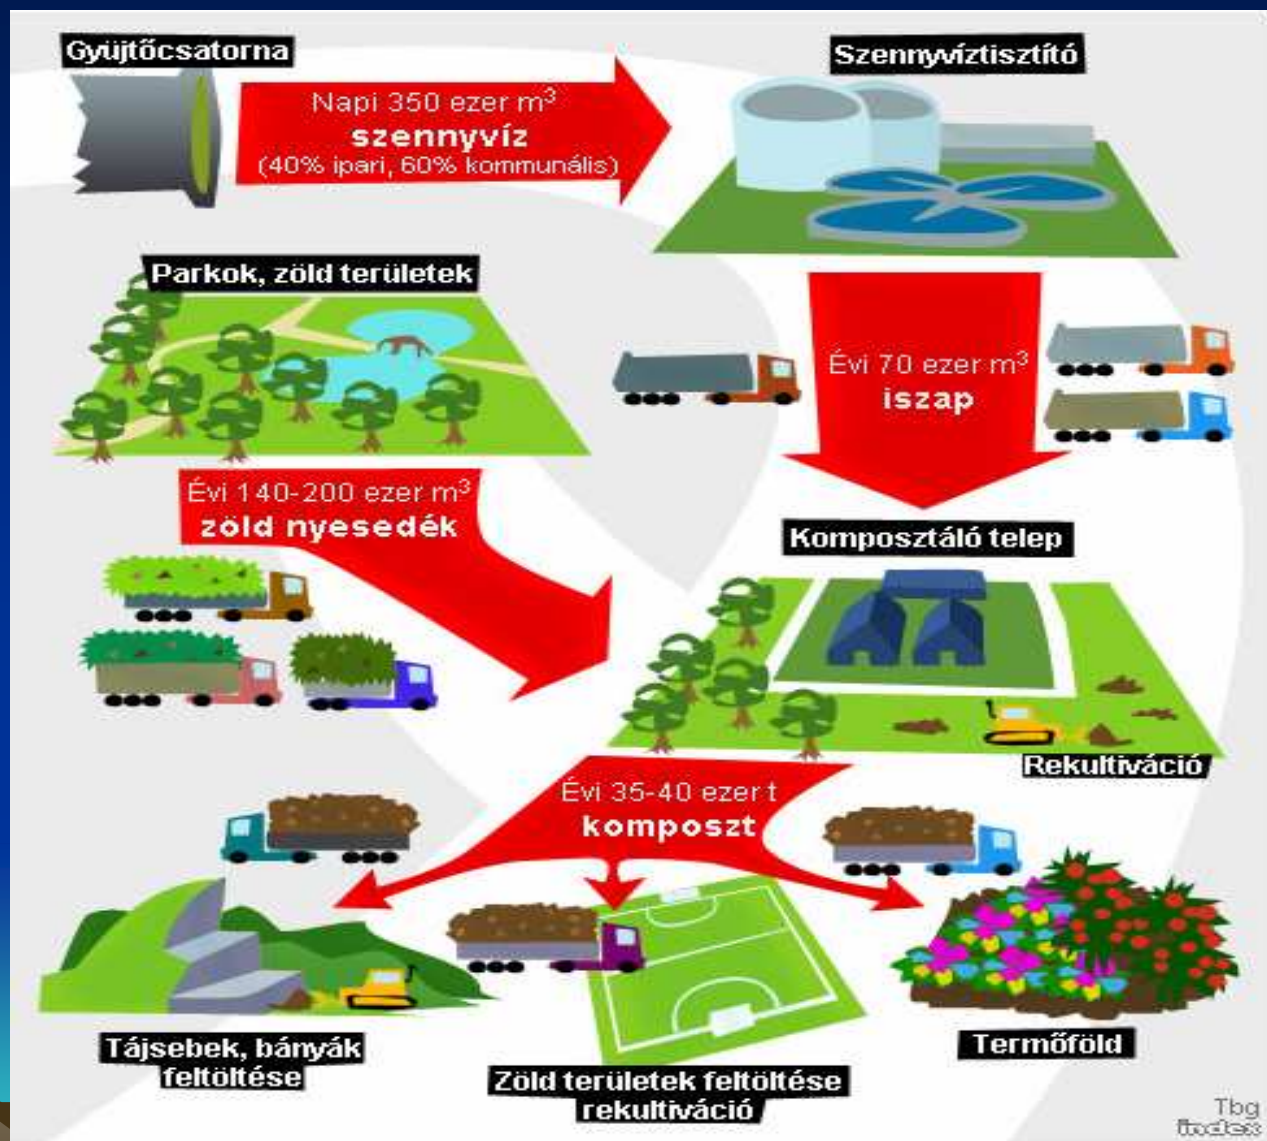 Gyüjtőcsatorna
Napi 350 ezer m³
szennyvíz
(40% ipari, 60% kommunális)
Szennyvíztisztító
Parkok, zöld területek
Évi 70 ezer m³
iszap
Évi 140-200 ezer m³
zöld nyesedék
Komposztáló telep
Rekultiváció
Évi 35-40 ezer t
komposzt
Tájsebek, bányák
feltöltése
Zöld területek feltöltése
rekultiváció
Termőföld
Tbg
index